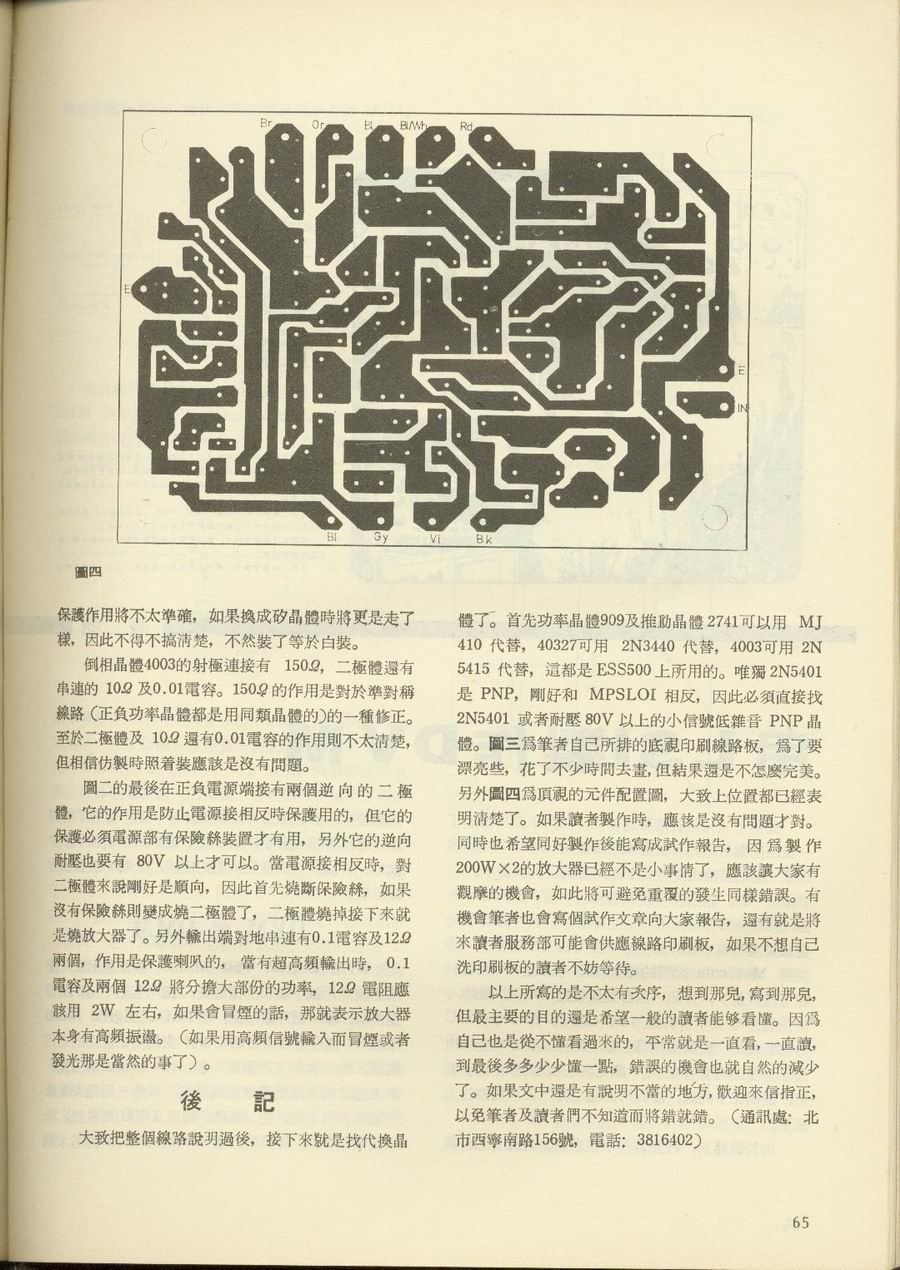 Br Or Bl Bl/Wh Rd
E
E
IN
Bl Gy Vi Bk
圖四
保護作用將不太準確，如果換成矽晶體時將更是走了
樣，因此不得不搞清楚，不然裝了等於白裝。
倒相晶體4003的射極連接有 150Ω，二極體還有
串連的 10Ω 及0.01電容。150Ω 的作用是對於準對稱
線路（正負功率晶體都是用同類晶體的）的一種修正。
至於二極體及 10Ω 還有0.01電容的作用則不太清楚，
但相信仿製時照着裝應該是沒有問題。
圖二的最後在正負電源端接有兩個逆向的二極
體，它的作用是防止電源接相反時保護用的，但它的
保護必須電源部有保險絲裝置才有用，另外它的逆向
耐壓也要有 80V 以上才可以。當電源接相反時，對
二極體來說剛好是順向，因此首先燒斷保險絲，如果
沒有保險絲則變成燒二極體了，二極體燒掉接下來就
是燒放大器了。另外輸出端對地串連有0.1電容及12Ω
兩個，作用是保護喇叭的，當有超高頻輸出時，0.1
電容及兩個 12Ω 將分擔大部份的功率，12Ω 電阻應
該用 2W 左右，如果會冒煙的話，那就表示放大器
本身有高頻振盪。（如果用高頻信號輸入而冒煙或者
發光那是當然的事了）。
後 記
大致把整個線路說明過後，接下來就是找代換晶
體了。首先功率晶體909及推動晶體2741可以用 MJ
410 代替，40327可用 2N3440 代替，4003可用 2N
5415 代替，這都是ESS500上所用的。唯獨2N5401
是 PNP，剛好和 MPSLOI 相反，因此必須直接找
2N5401 或者耐壓80V 以上的小信號低雜音 PNP晶
體。圖三爲筆者自己所排的底視印刷線路板，爲了要
漂亮些，花了不少時間去畫，但結果還是不怎麼完美。
另外圖四爲頂視的元件配置圖，大致上位置都已經表
明清楚了。如果讀者製作時，應該是沒有問題才對。
同時也希望同好製作後能寫成試作報告，因爲製作
200W×2的放大器已經不是小事情了，應該讓大家有
觀摩的機會，如此將可避免重覆的發生同樣錯誤。有
機會筆者也會寫個試作文章向大家報告，還有就是將
來讀者服務部可能會供應線路印刷板，如果不想自己
洗印刷板的讀者不妨等待。
以上所寫的是不太有次序，想到那兒，寫到那兒，
但最主要的目的還是希望一般的讀者能够看懂。因爲
自己也是從不懂看過來的，平常就是一直看，一直讀，
到最後多多少少懂一點，錯誤的機會也就自然的減少
了。如果文中還是有說明不當的地方，歡迎來信指正，
以免筆者及讀者們不知道而將錯就錯。（通訊處：北
市西寧南路156號，電話：3816402）
65